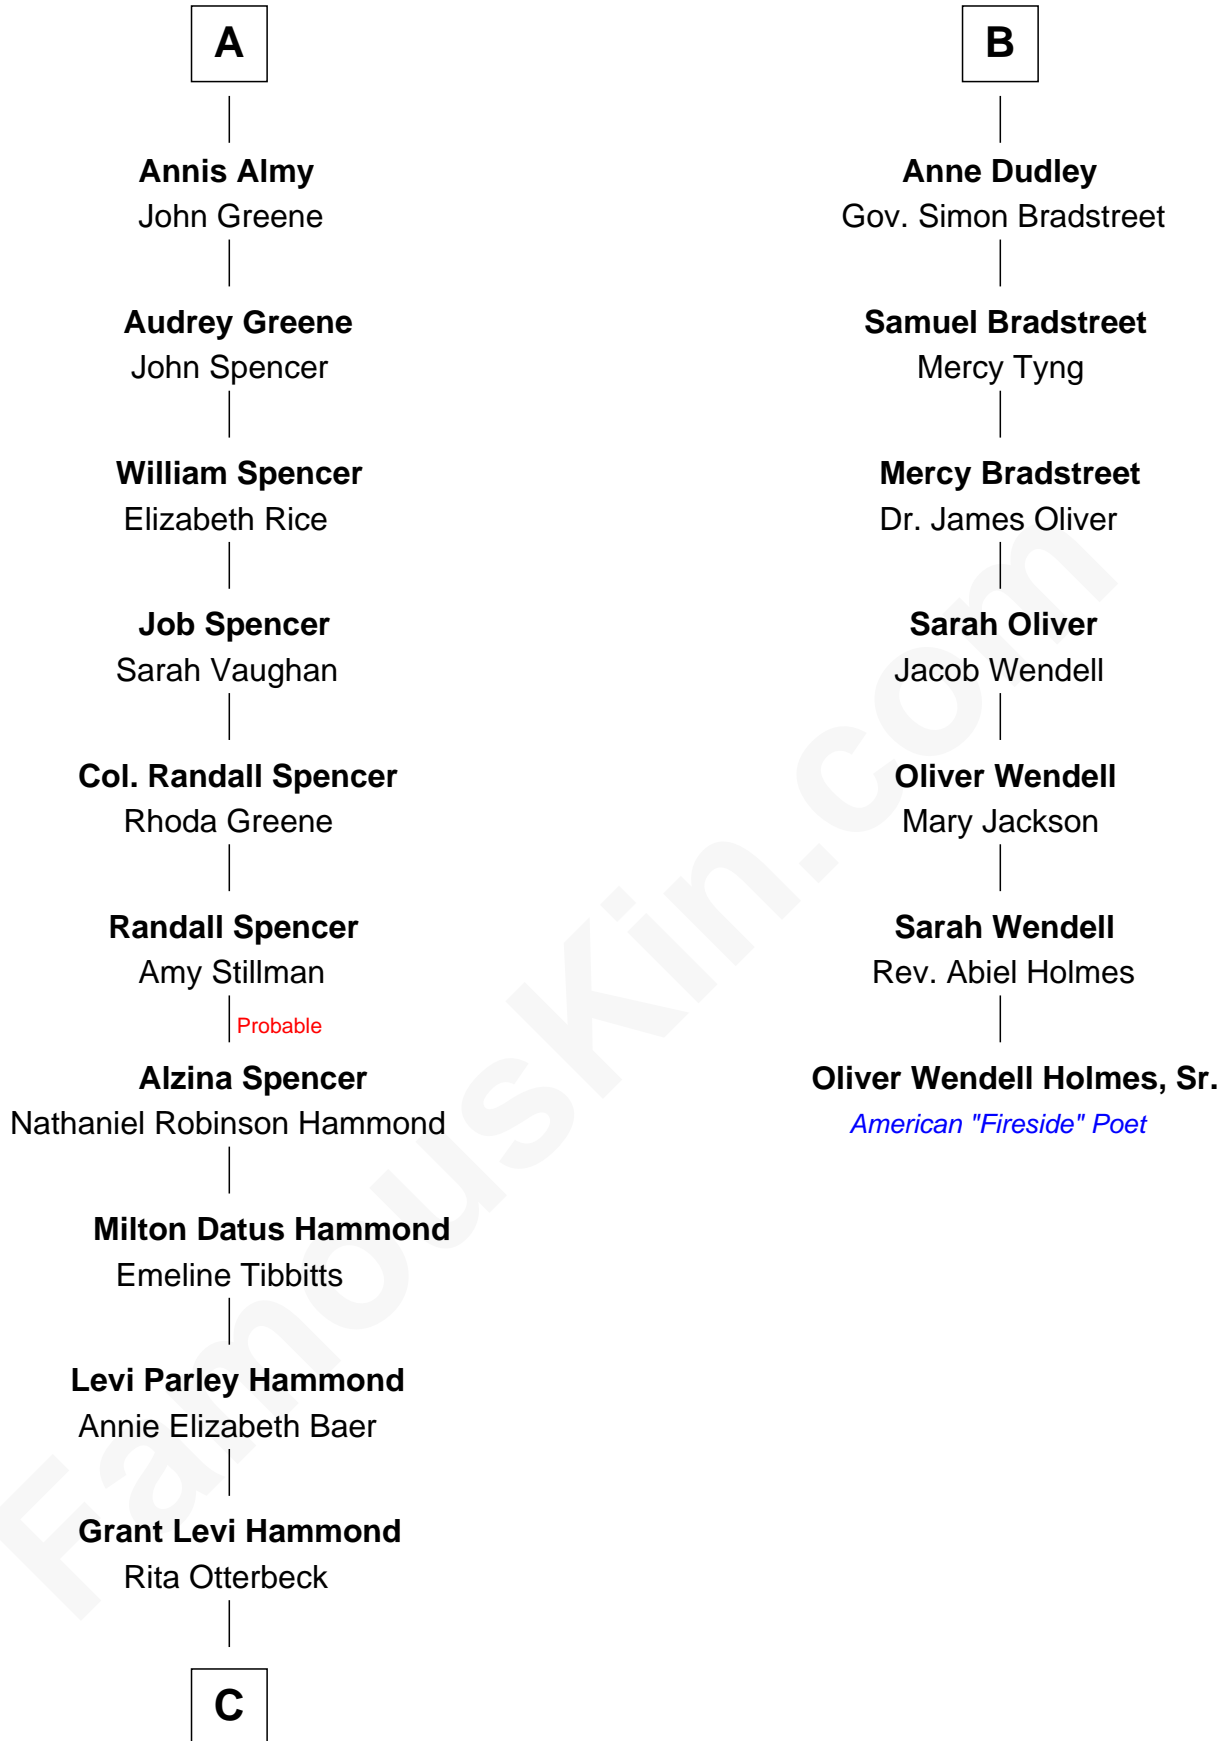 A
Annis Almy
John Greene
Audrey Greene
John Spencer
William Spencer
Elizabeth Rice
Job Spencer
Sarah Vaughan
Col. Randall Spencer
Rhoda Greene
Randall Spencer
Amy Stillman
Probable
Alzina Spencer
Nathaniel Robinson Hammond
Milton Datus Hammond
Emeline Tibbitts
Levi Parley Hammond
Annie Elizabeth Baer
Grant Levi Hammond
Rita Otterbeck
C
B
Anne Dudley
Gov. Simon Bradstreet
Samuel Bradstreet
Mercy Tyng
Mercy Bradstreet
Dr. James Oliver
Sarah Oliver
Jacob Wendell
Oliver Wendell
Mary Jackson
Sarah Wendell
Rev. Abiel Holmes
Oliver Wendell Holmes, Sr.
American "Fireside" Poet
FamousKin.com